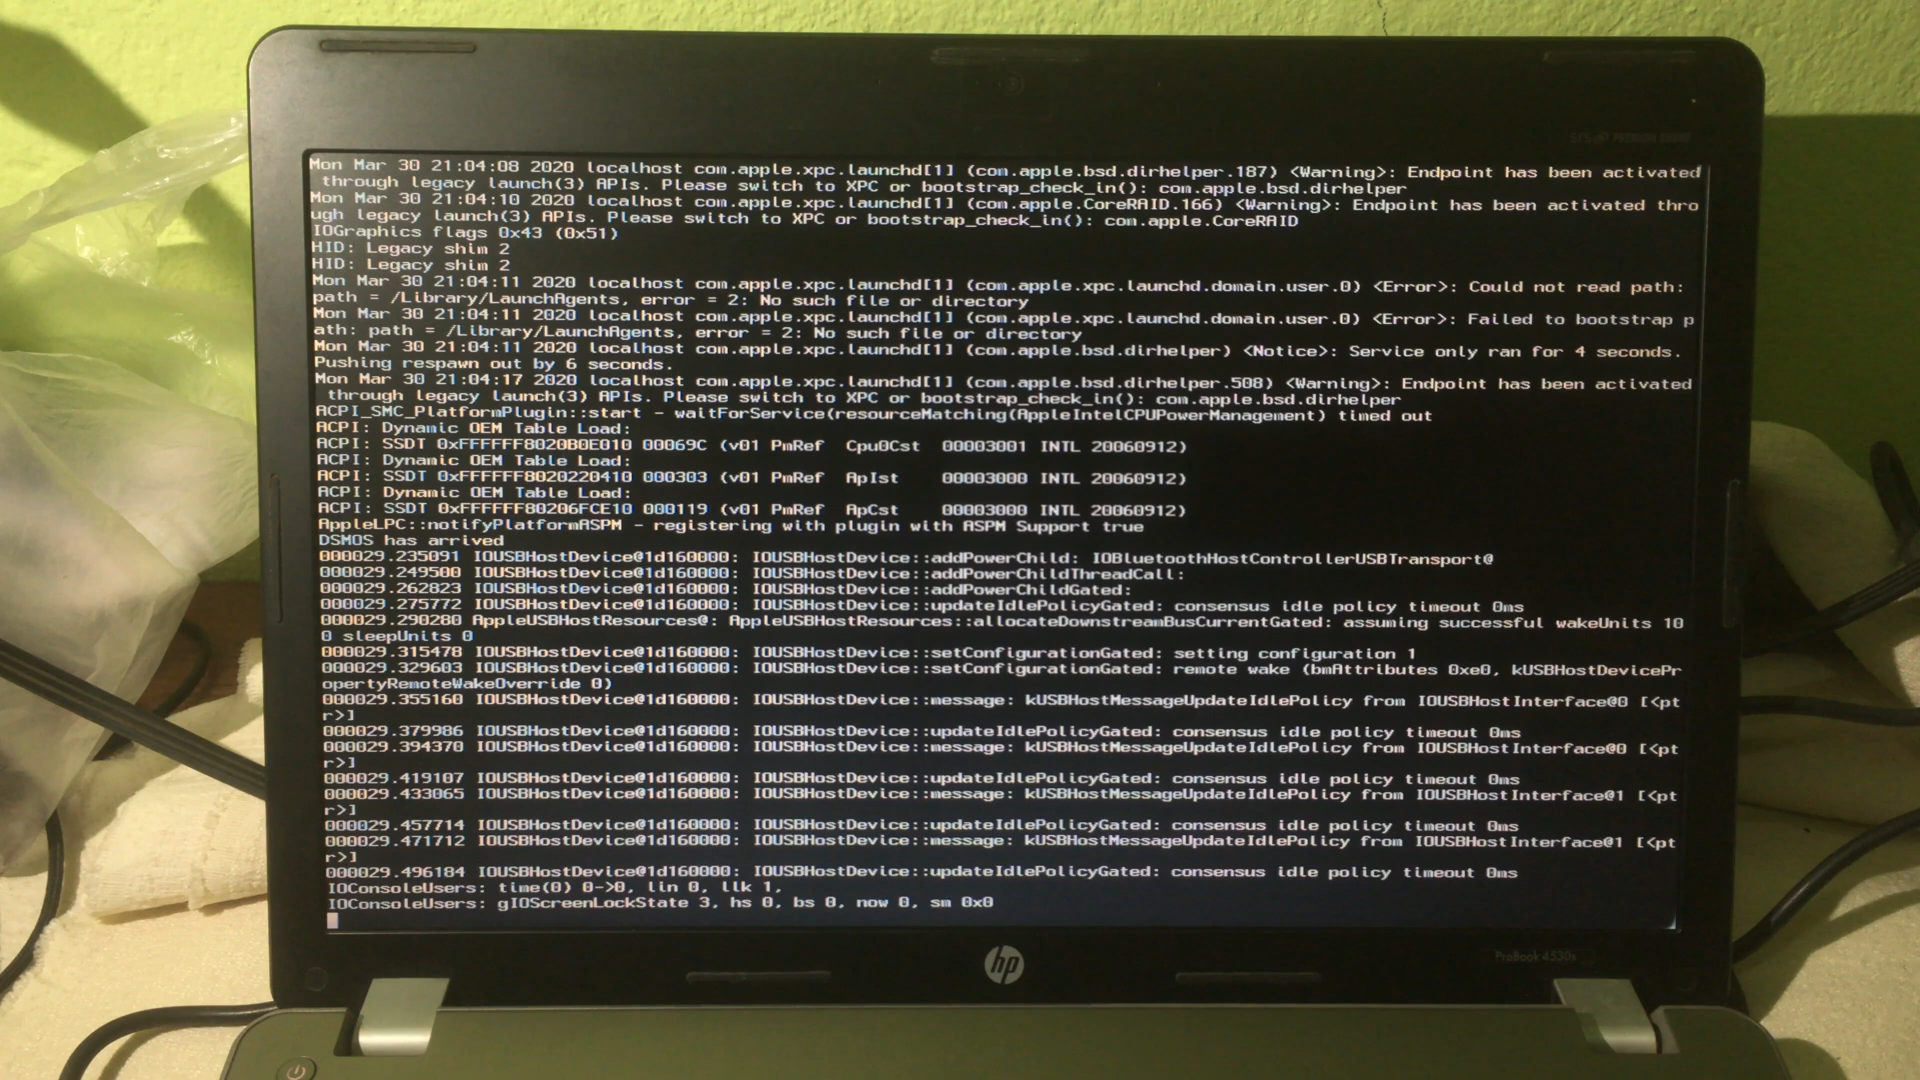 Mon Mar 30 21:04:08 2020 localhost com.apple.xpc.launchd[1] (com.apple.bsd.dirhelper.187) <Warning>: Endpoint has been activated
through legacy launch(3) APIs. Please switch to XPC or bootstrap_check_in(): com.apple.bsd.dirhelper
Mon Mar 30 21:04:10 2020 localhost com.apple.xpc.launchd[1] (com.apple.CoreRAID.166) <Warning>: Endpoint has been activated thro
ugh legacy launch(3) APIs. Please switch to XPC or bootstrap_check_in(): com.apple.CoreRAID
IOGraphics flags 0x43 (0x51)
HID: Legacy shim 2
HID: Legacy shim 2
Mon Mar 30 21:04:11 2020 localhost com.apple.xpc.launchd[1] (com.apple.xpc.launchd.domain.user.0) <Error>: Could not read path:
path = /Library/LaunchAgents, error = 2: No such file or directory
Mon Mar 30 21:04:11 2020 localhost com.apple.xpc.launchd[1] (com.apple.xpc.launchd.domain.user.0) <Error>: Failed to bootstrap p
ath: path = /Library/LaunchAgents, error = 2: No such file or directory
Mon Mar 30 21:04:11 2020 localhost com.apple.xpc.launchd[1] (com.apple.bsd.dirhelper) <Notice>: Service only ran for 4 seconds.
Pushing respawn out by 6 seconds.
Mon Mar 30 21:04:17 2020 localhost com.apple.xpc.launchd[1] (com.apple.bsd.dirhelper.508) <Warning>: Endpoint has been activated
through legacy launch(3) APIs. Please switch to XPC or bootstrap_check_in(): com.apple.bsd.dirhelper
ACPI_SMC_PlatformPlugin::start - waitForService(resourceMatching(AppleIntelCPUPowerManagement) timed out
ACPI: Dynamic OEM Table Load:
ACPI: SSDT 0xFFFFFF8020B0E010 00069C (v01 PmRef  Cpu0Cst  00003001 INTL 20060912)
ACPI: Dynamic OEM Table Load:
ACPI: SSDT 0xFFFFFF8020220410 000303 (v01 PmRef  ApIst    00003000 INTL 20060912)
ACPI: Dynamic OEM Table Load:
ACPI: SSDT 0xFFFFFF80206FCE10 000119 (v01 PmRef  ApCst    00003000 INTL 20060912)
AppleLPC::notifyPlatformASPM - registering with plugin with ASPM Support true
DSMOS has arrived
000029.235091 IOUSBHostDevice@1d160000: IOUSBHostDevice::addPowerChild: IOBluetoothHostControllerUSBTransport@
000029.249500 IOUSBHostDevice@1d160000: IOUSBHostDevice::addPowerChildThreadCall:
000029.262823 IOUSBHostDevice@1d160000: IOUSBHostDevice::addPowerChildGated:
000029.275772 IOUSBHostDevice@1d160000: IOUSBHostDevice::updateIdlePolicyGated: consensus idle policy timeout 0ms
000029.290280 AppleUSBHostResources@: AppleUSBHostResources::allocateDownstreamBusCurrentGated: assuming successful wakeUnits 10
0 sleepUnits 0
000029.315478 IOUSBHostDevice@1d160000: IOUSBHostDevice::setConfigurationGated: setting configuration 1
000029.329603 IOUSBHostDevice@1d160000: IOUSBHostDevice::setConfigurationGated: remote wake (bmAttributes 0xe0, kUSBHostDevicePr
opertyRemoteWakeOverride 0)
000029.355160 IOUSBHostDevice@1d160000: IOUSBHostDevice::message: kUSBHostMessageUpdateIdlePolicy from IOUSBHostInterface@0 [<pt
r>]
000029.379986 IOUSBHostDevice@1d160000: IOUSBHostDevice::updateIdlePolicyGated: consensus idle policy timeout 0ms
000029.394370 IOUSBHostDevice@1d160000: IOUSBHostDevice::message: kUSBHostMessageUpdateIdlePolicy from IOUSBHostInterface@0 [<pt
r>]
000029.419107 IOUSBHostDevice@1d160000: IOUSBHostDevice::updateIdlePolicyGated: consensus idle policy timeout 0ms
000029.433065 IOUSBHostDevice@1d160000: IOUSBHostDevice::message: kUSBHostMessageUpdateIdlePolicy from IOUSBHostInterface@1 [<pt
r>]
000029.457714 IOUSBHostDevice@1d160000: IOUSBHostDevice::updateIdlePolicyGated: consensus idle policy timeout 0ms
000029.471712 IOUSBHostDevice@1d160000: IOUSBHostDevice::message: kUSBHostMessageUpdateIdlePolicy from IOUSBHostInterface@1 [<pt
r>]
000029.496184 IOUSBHostDevice@1d160000: IOUSBHostDevice::updateIdlePolicyGated: consensus idle policy timeout 0ms
IOConsoleUsers: time(0) 0->0, lin 0, llk 1,
IOConsoleUsers: gIOScreenLockState 3, hs 0, bs 0, now 0, sm 0x0
hp
ProBook 4530s